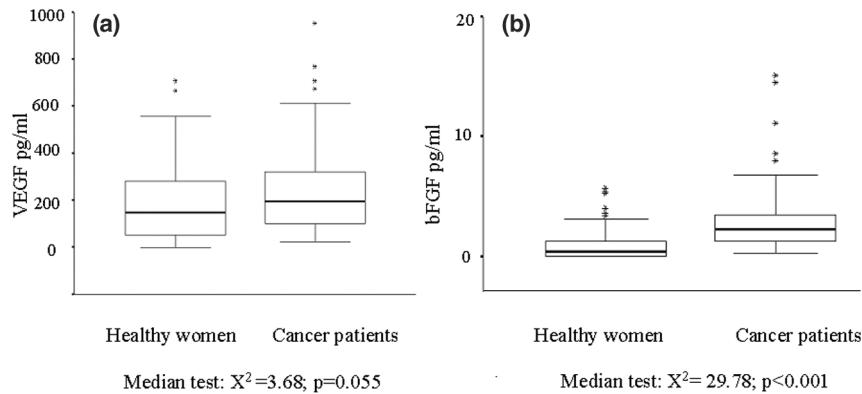 (a)
1000
800
600
400
200
0
VEGF pg/ml
Healthy women
Cancer patients
Median test: X² =3.68; p=0.055
(b)
20
10
0
bFGF pg/ml
Healthy women
Cancer patients
Median test: X²= 29.78; p<0.001